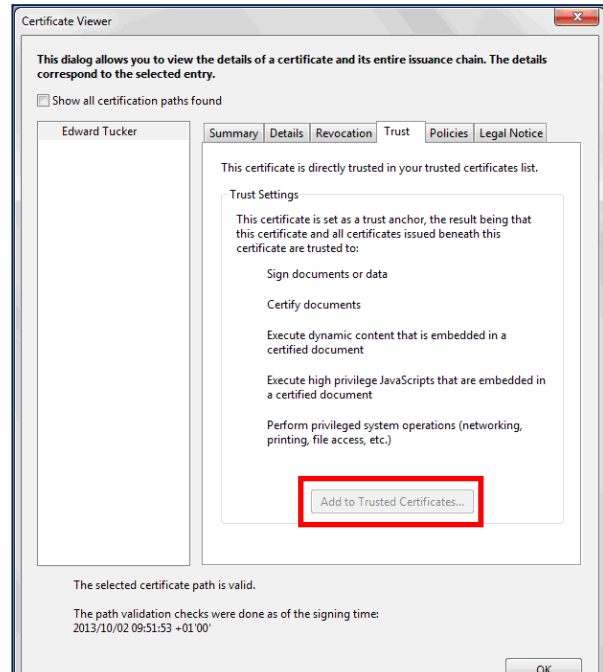 Certificate Viewer
This dialog allows you to view the details of a certificate and its entire issuance chain. The details
correspond to the selected entry.
Show all certification paths found
Edward Tucker
Summary Details Revocation Trust Policies Legal Notice
This certificate is directly trusted in your trusted certificates list.
Trust Settings
This certificate is set as a trust anchor, the result being that
this certificate and all certificates issued beneath this
certificate are trusted to:
Sign documents or data
Certify documents
Execute dynamic content that is embedded in a
certified document
Execute high privilege JavaScripts that are embedded in
a certified document
Perform privileged system operations (networking,
printing, file access, etc.)
Add to Trusted Certificates...
The selected certificate path is valid.
The path validation checks were done as of the signing time:
2013/10/02 09:51:53 +01'00'
OK